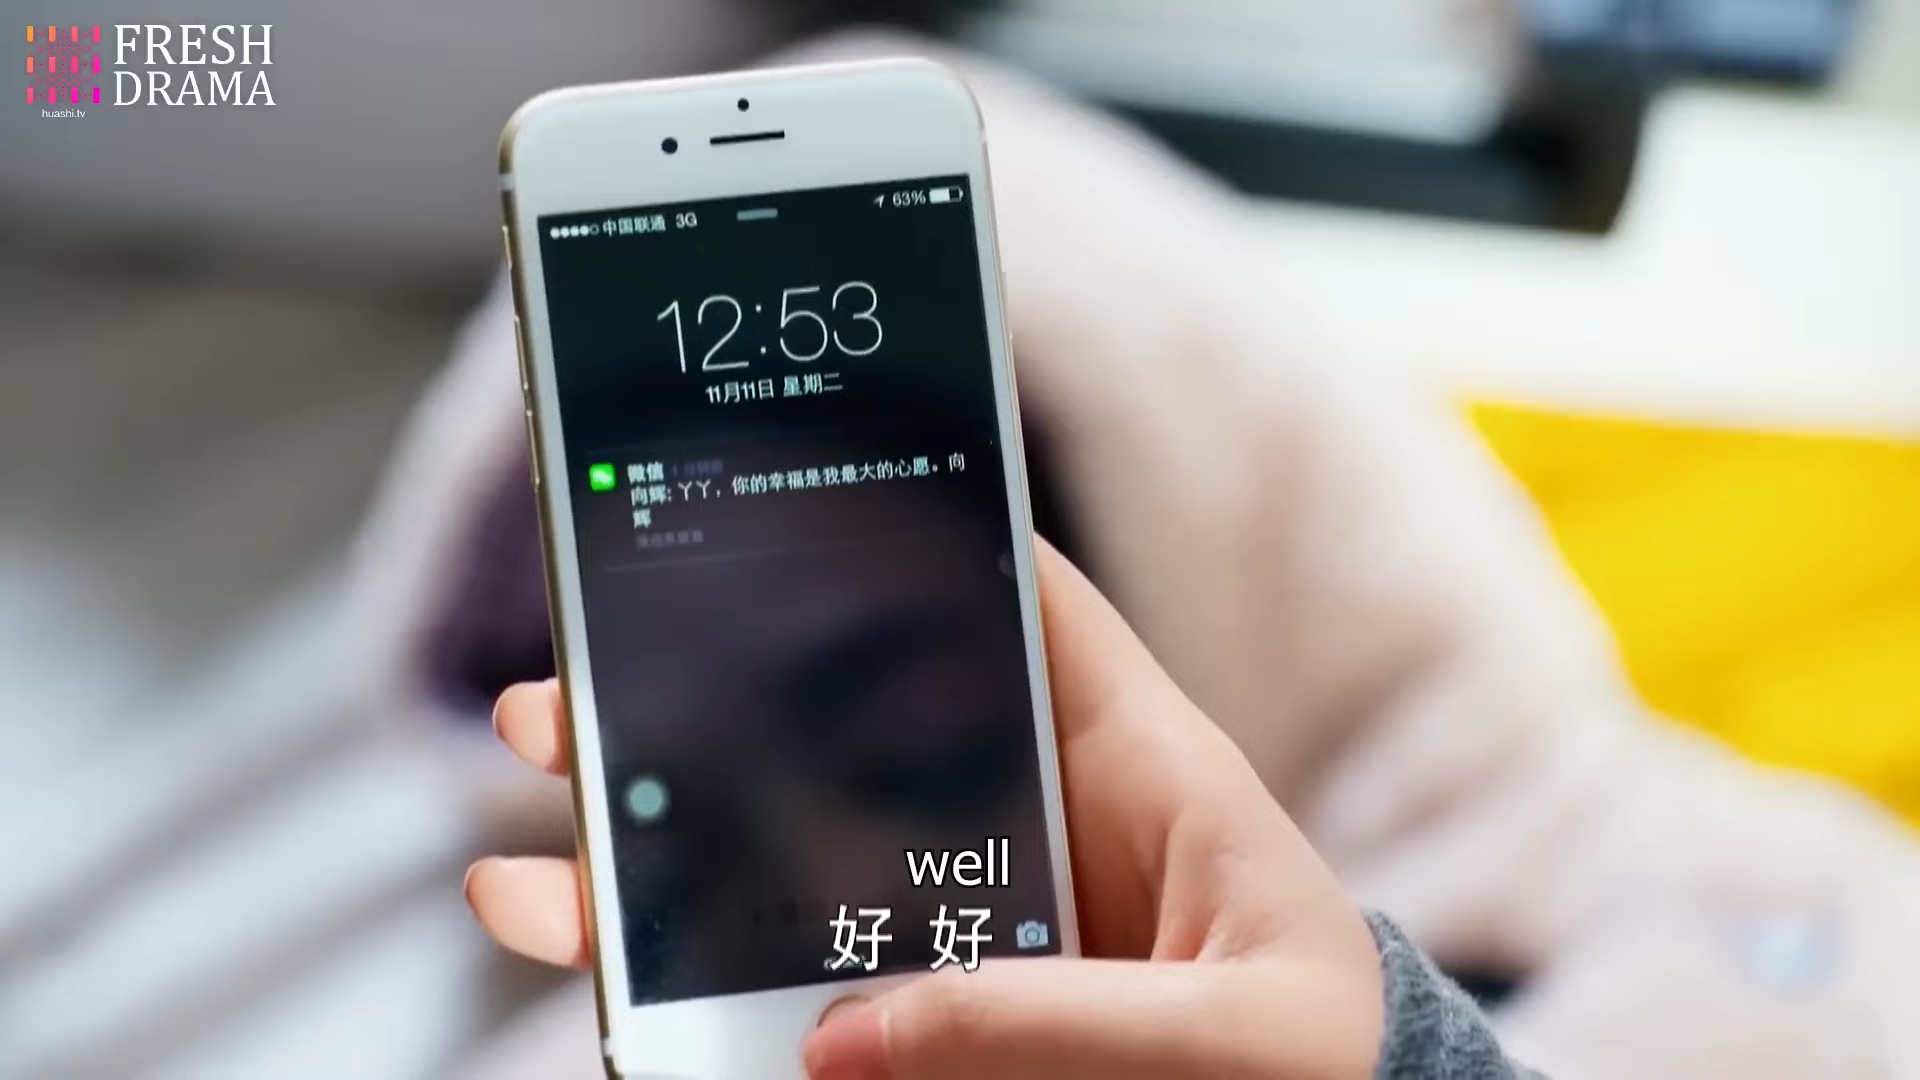 FRESH
DRAMA
huashi.tv
中国联通 3G
63%
12:53
11月11日 星期二
微信
向辉: 丫丫，你的幸福是我最大的心愿。向
辉
well
好 好